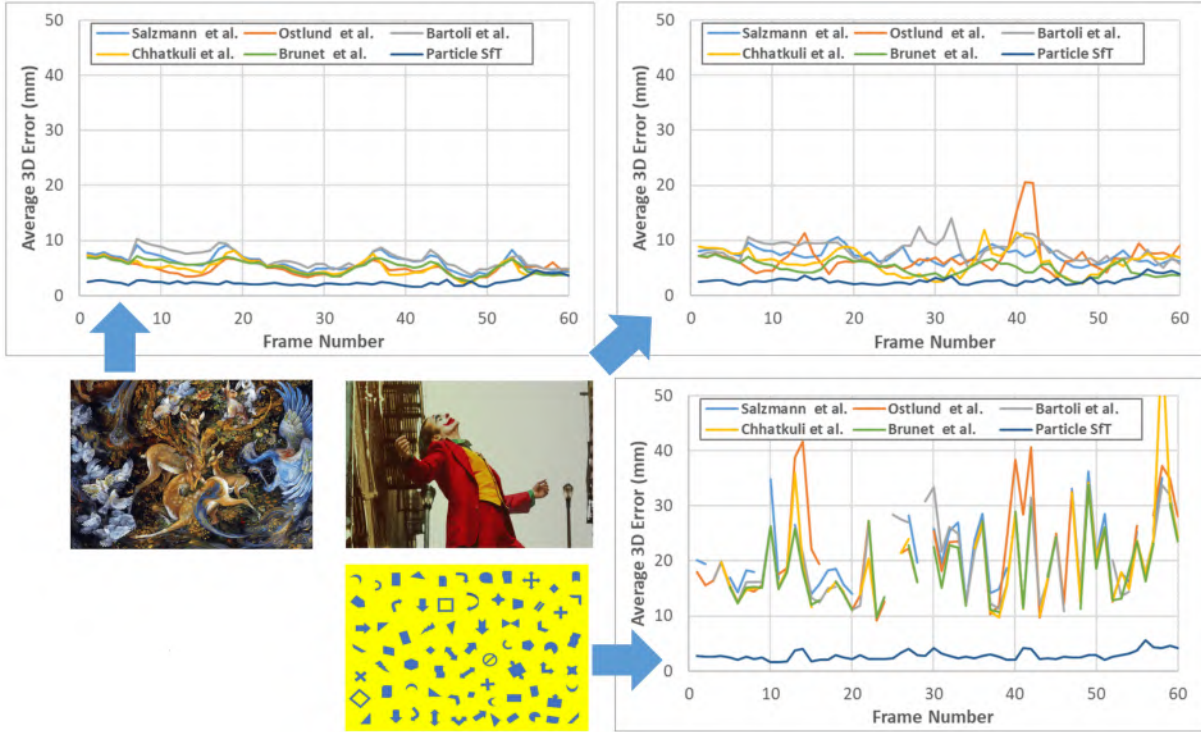 Salzmann et al. Ostlund et al. Bartoli et al.
Chhatkuli et al. Brunet et al. Particle SfT
Average 3D Error (mm)
50
40
30
20
10
0
0 10 20 30 40 50 60
Frame Number
Salzmann et al. Ostlund et al. Bartoli et al.
Chhatkuli et al. Brunet et al. Particle SfT
Average 3D Error (mm)
50
40
30
20
10
0
0 10 20 30 40 50 60
Frame Number
Salzmann et al. Ostlund et al. Bartoli et al.
Chhatkuli et al. Brunet et al. Particle SfT
Average 3D Error (mm)
50
40
30
20
10
0
0 10 20 30 40 50 60
Frame Number